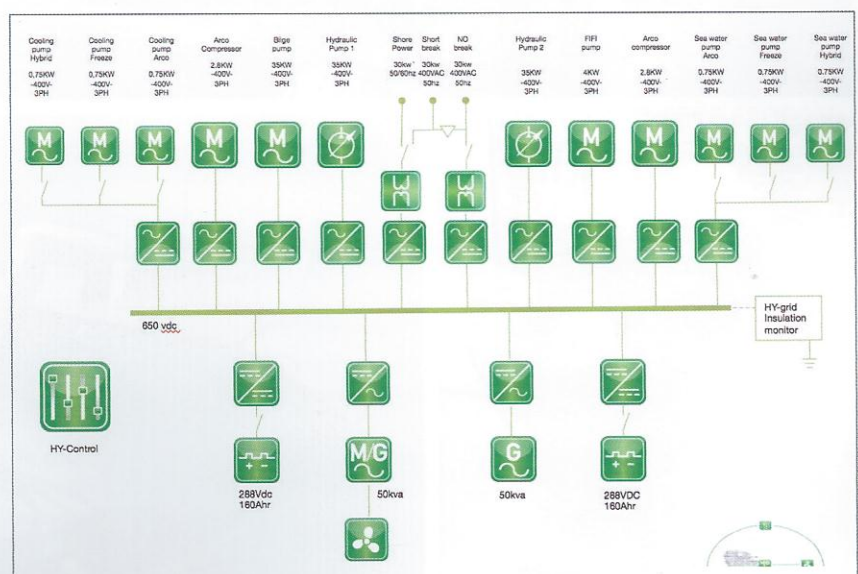 Cooling
pump
Hybrid
0.75KW
-400V-
3PH
Cooling
pump
Freeze
0.75KW
-400V-
3PH
Cooling
pump
Arco
0.75KW
-400V-
3PH
Arco
Compressor
2.8KW
-400V-
3PH
Bilge
pump
35KW
-400V-
3PH
Hydraulic
Pump 1
35KW
-400V-
3PH
Shore
Power
30kw
50/60hz
Short
break
30kw
400VAC
50hz
NO
break
30kw
400VAC
50hz
Hydraulic
Pump 2
35KW
-400V-
3PH
FIFI
pump
4KW
-400V-
3PH
Arco
compressor
2.8KW
-400V-
3PH
Sea water
pump
Arco
0.75KW
-400V-
3PH
Sea water
pump
Freeze
0.75KW
-400V-
3PH
Sea water
pump
Hybrid
0.75KW
-400V-
3PH
M
M
M
M
M
M
M
M
M
M
650 vdc
HY-grid
Insulation
monitor
HY-Control
288Vdc
160Ahr
M/G
50kva
G
50kva
288VDC
160Ahr